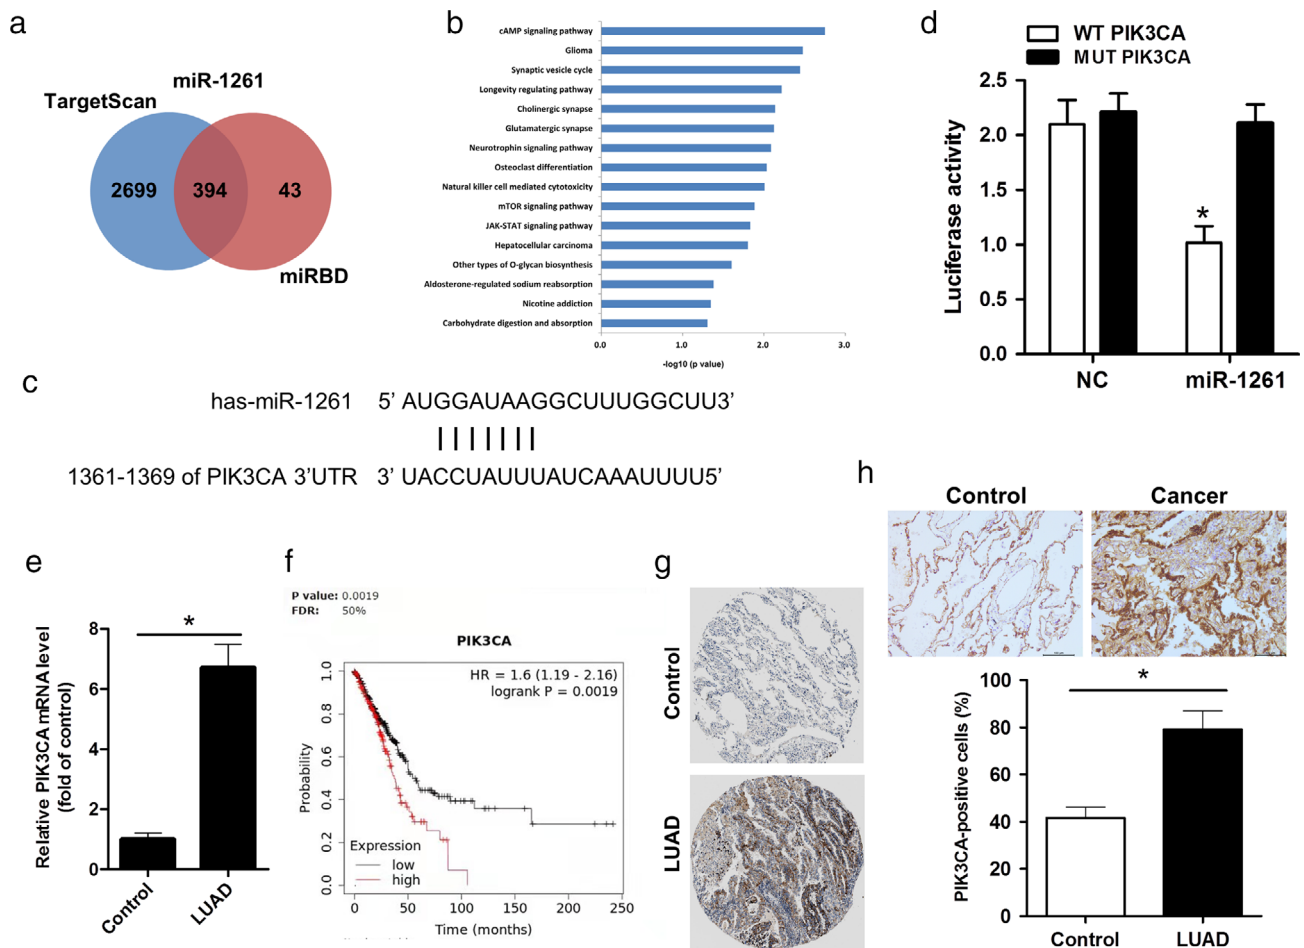 a
miR-1261
TargetScan
2699
394
43
miRBD
b
cAMP signaling pathway
Glioma
Synaptic vesicle cycle
Longevity regulating pathway
Cholinergic synapse
Glutamatergic synapse
Neurotrophin signaling pathway
Osteoclast differentiation
Natural killer cell mediated cytotoxicity
mTOR signaling pathway
JAK-STAT signaling pathway
Hepatocellular carcinoma
Other types of O-glycan biosynthesis
Aldosterone-regulated sodium reabsorption
Nicotine addiction
Carbohydrate digestion and absorption
0.0 1.0 2.0 3.0
-log10 (p value)
c
has-miR-1261 5’ AUGGAUAAGGCUUUGGCUU3’
1361-1369 of PIK3CA 3’UTR 3’ UACCUAUUUAUCAAAUUUU5’
d
WT PIK3CA
MUT PIK3CA
Luciferase activity
2.5
2.0
1.5
1.0
0.5
0.0
*
NC miR-1261
e
Relative PIK3CA mRNA level
(fold of control)
8
6
4
2
0
*
Control
LUAD
f
P value: 0.0019
FDR: 50%
PIK3CA
HR = 1.6 (1.19 - 2.16)
logrank P = 0.0019
Probability
1.0
0.8
0.6
0.4
0.2
0.0
Expression
low
high
0 50 100 150 200 250
Time (months)
g
Control
LUAD
h
Control Cancer
PIK3CA-positive cells (%)
100
80
60
40
20
0
*
Control LUAD